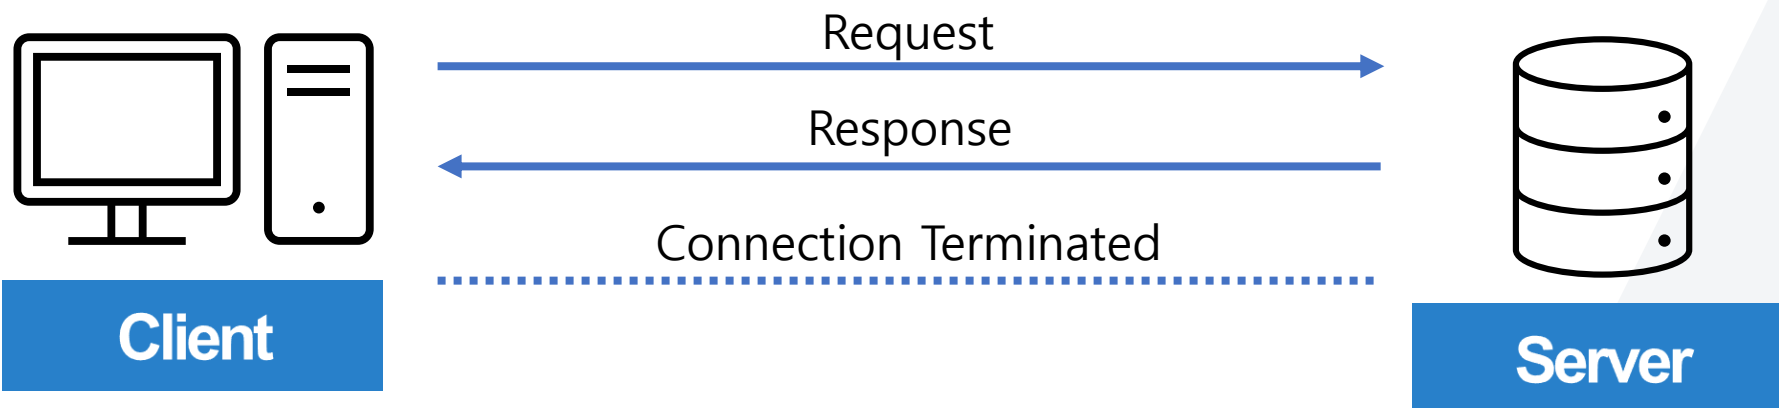 Request
Response
Connection Terminated
Client
Server